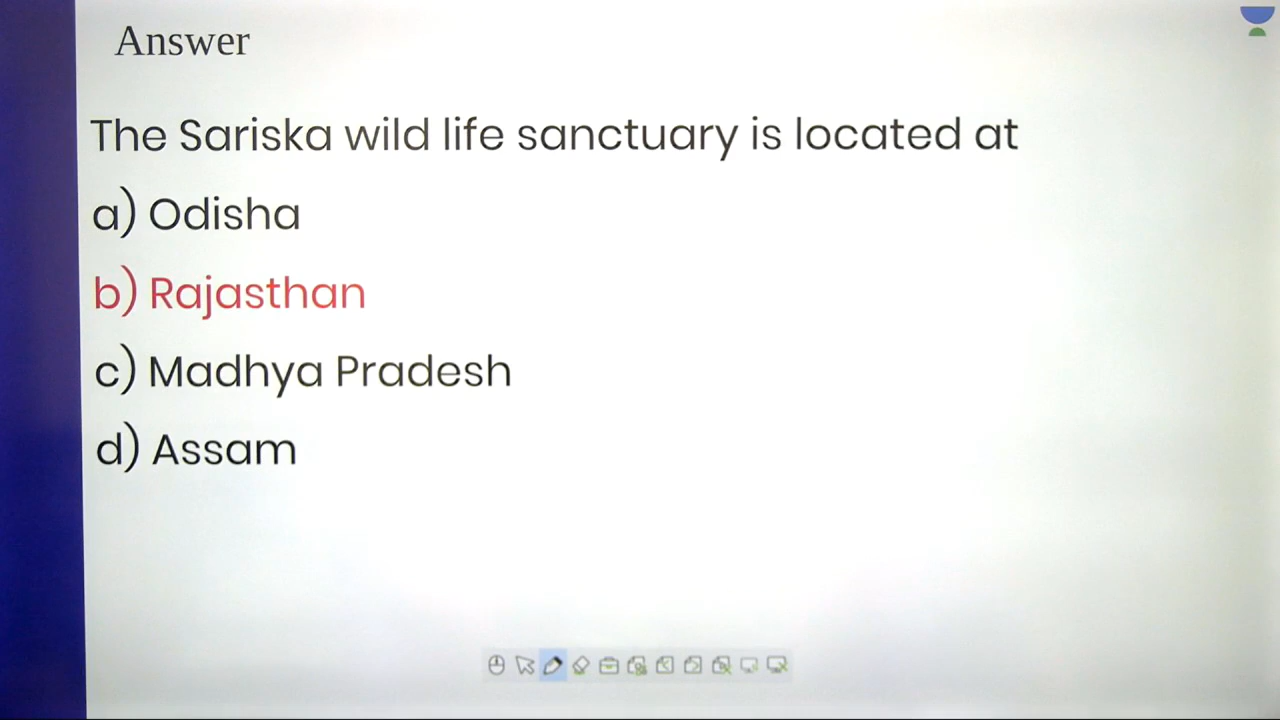 Answer
The Sariska wild life sanctuary is located at
a) Odisha
b) Rajasthan
c) Madhya Pradesh
d) Assam